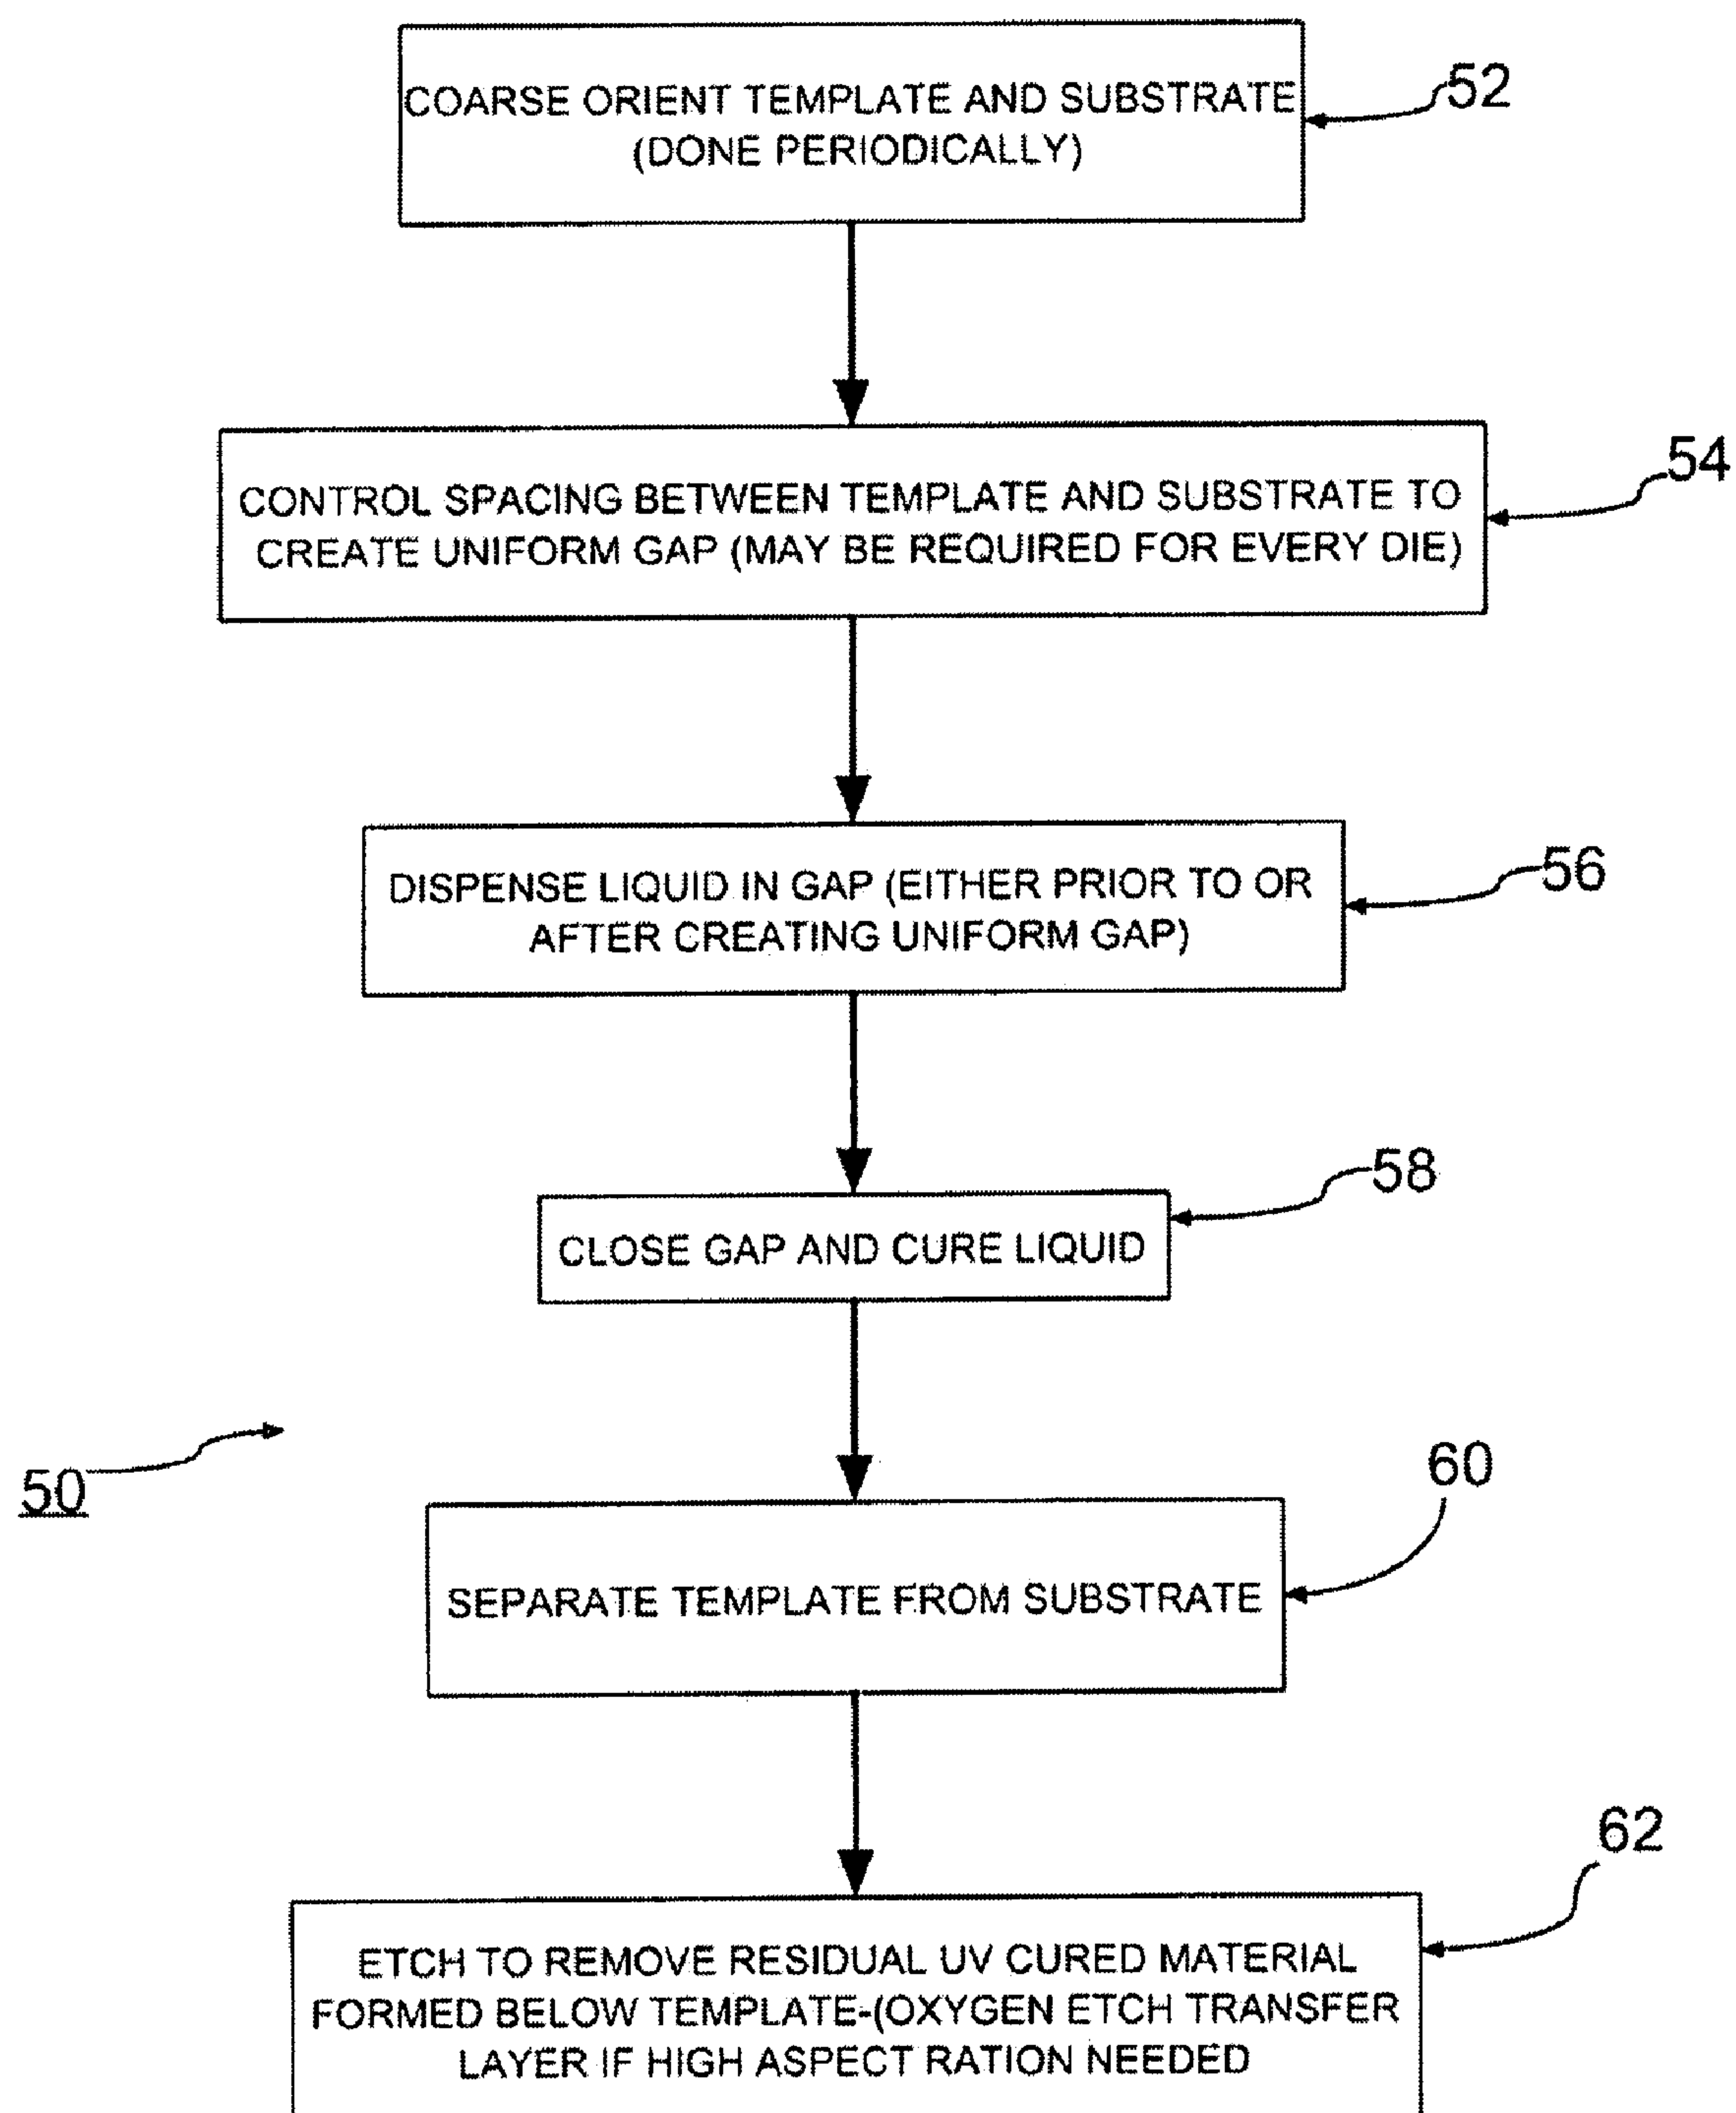 COARSE ORIENT TEMPLATE AND SUBSTRATE
(DONE PERIODICALLY)
52
CONTROL SPACING BETWEEN TEMPLATE AND SUBSTRATE TO
CREATE UNIFORM GAP (MAY BE REQUIRED FOR EVERY DIE)
54
DISPENSE LIQUID IN GAP (EITHER PRIOR TO OR
AFTER CREATING UNIFORM GAP)
56
CLOSE GAP AND CURE LIQUID
58
50
SEPARATE TEMPLATE FROM SUBSTRATE
60
ETCH TO REMOVE RESIDUAL UV CURED MATERIAL
FORMED BELOW TEMPLATE-(OXYGEN ETCH TRANSFER
LAYER IF HIGH ASPECT RATION NEEDED
62